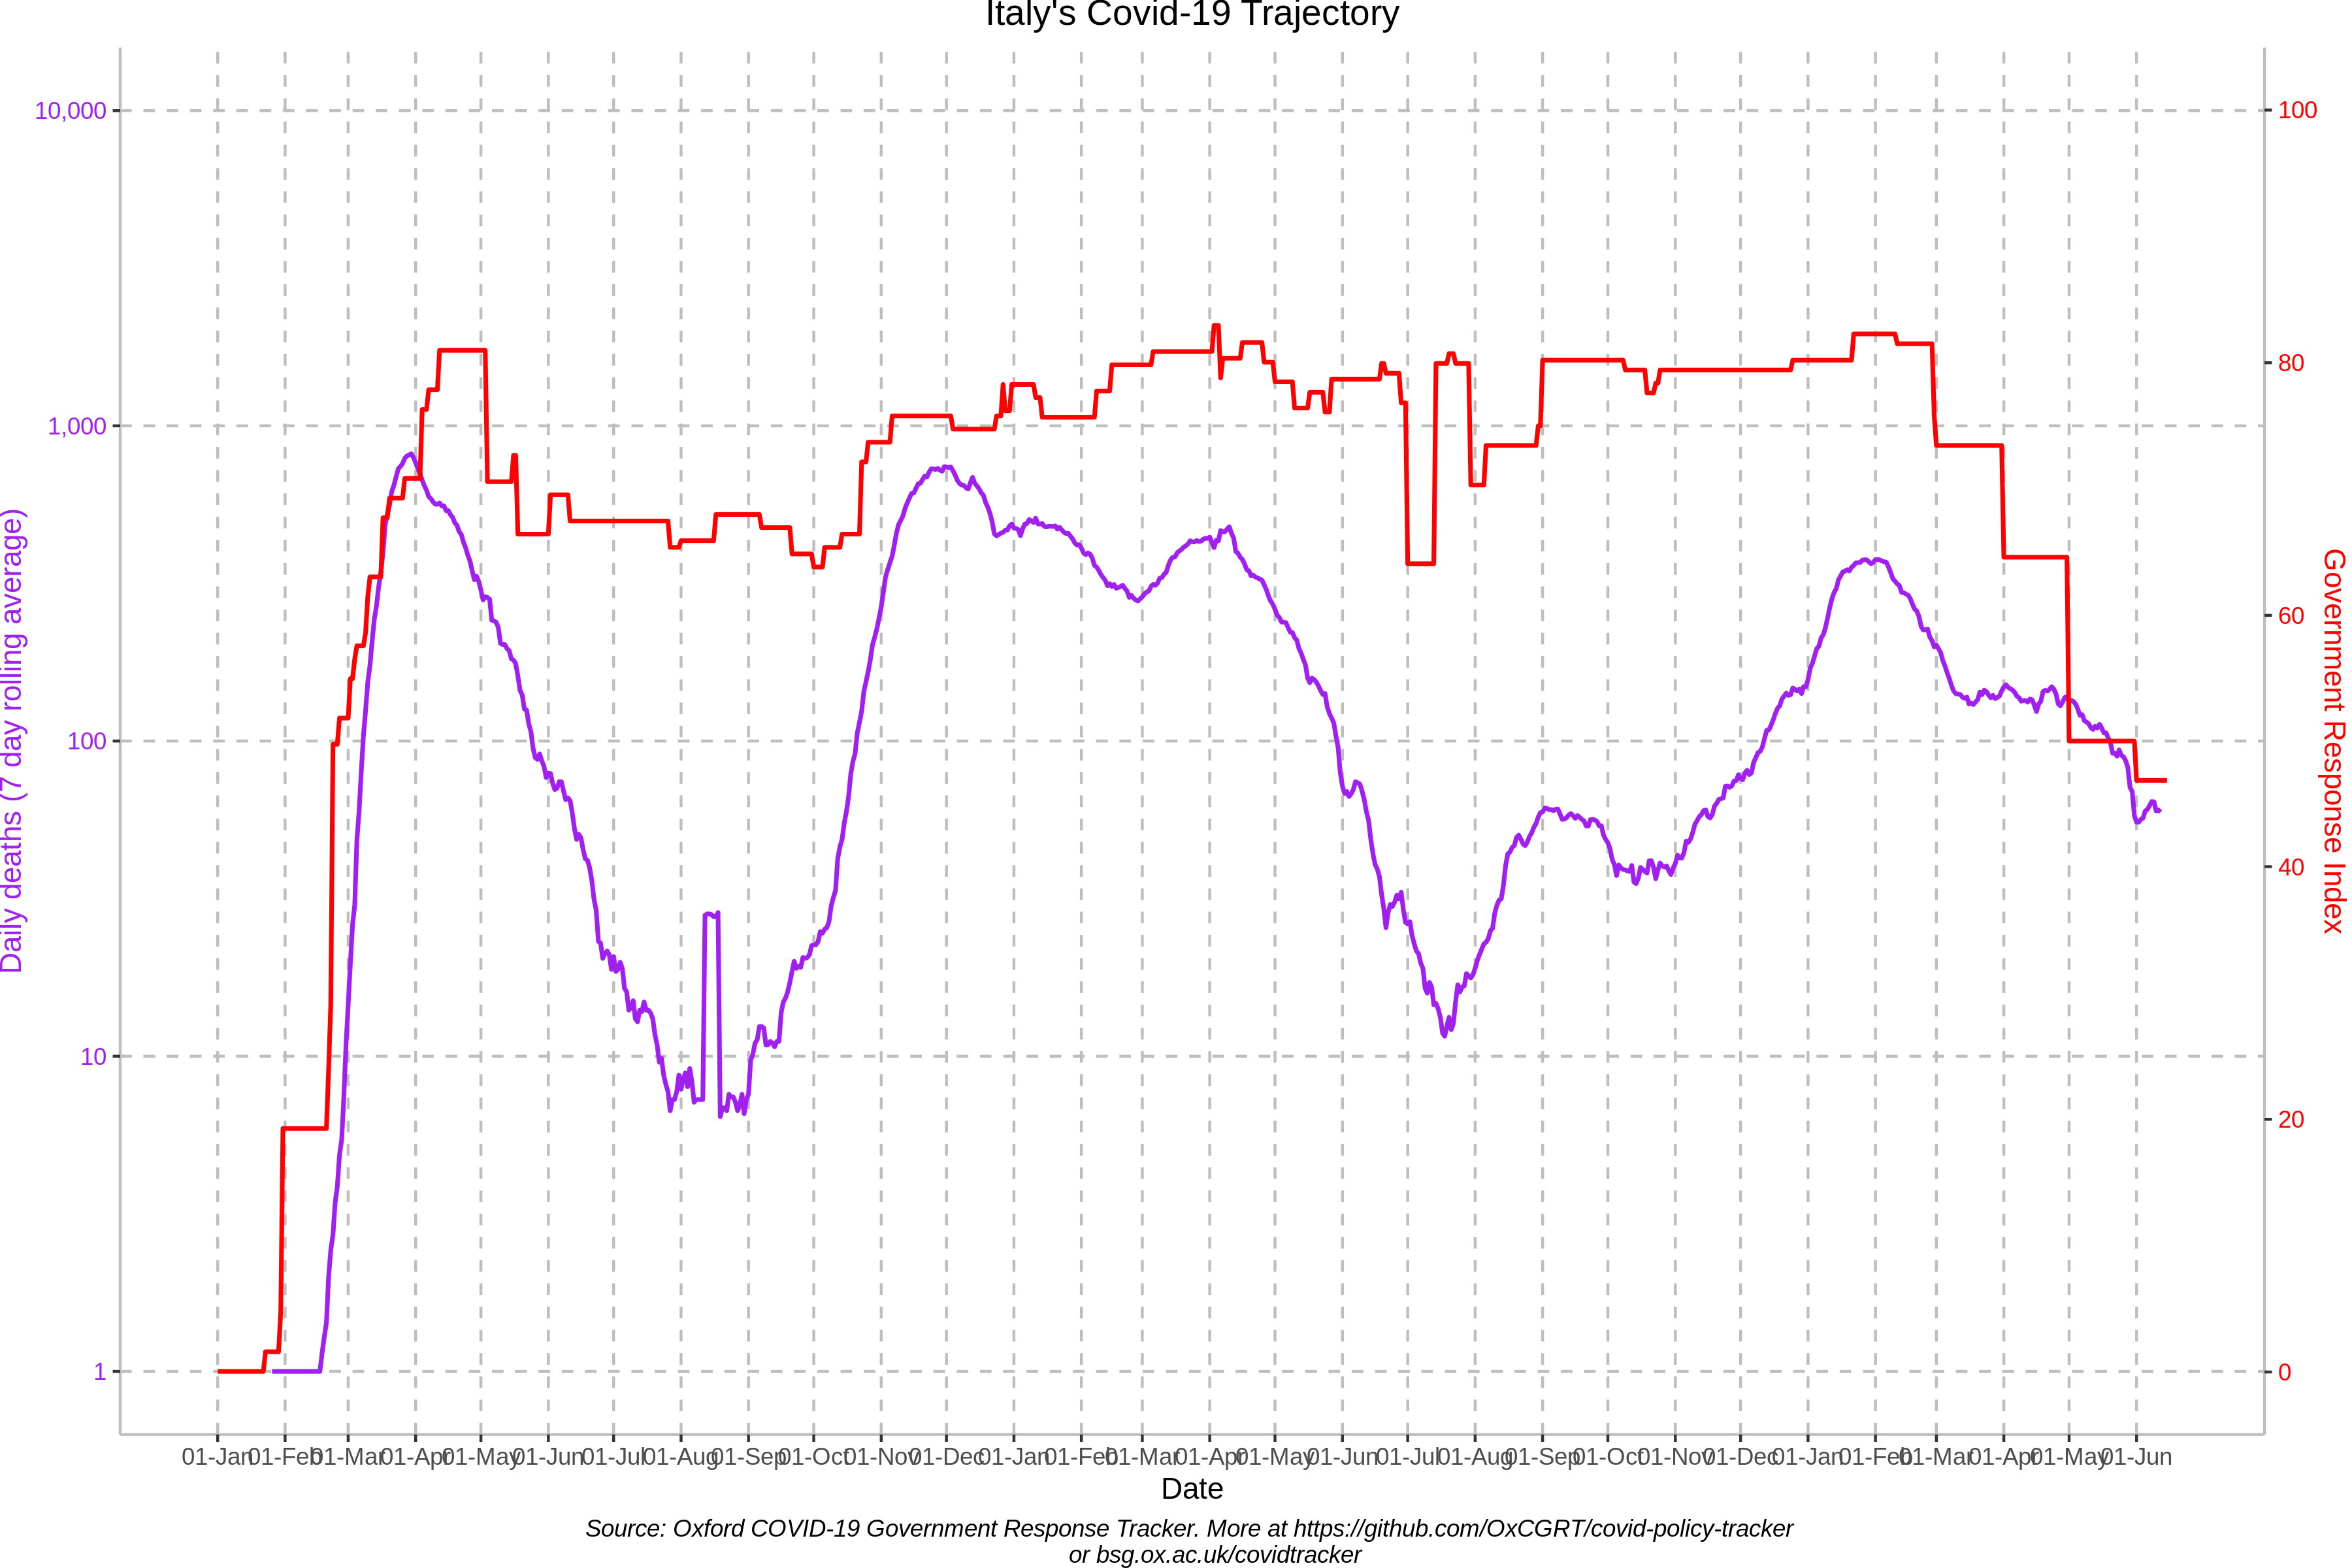 Italy's Covid-19 Trajectory
10,000
1,000
100
10
1
Daily deaths (7 day rolling average)
100
80
60
40
20
0
Government Response Index
01-Jan 01-Feb 01-Mar 01-Apr 01-May 01-Jun 01-Jul 01-Aug 01-Sep 01-Oct 01-Nov 01-Dec 01-Jan 01-Feb 01-Mar 01-Apr 01-May 01-Jun 01-Jul 01-Aug 01-Sep 01-Oct 01-Nov 01-Dec 01-Jan 01-Feb 01-Mar 01-Apr 01-May 01-Jun
Date
Source: Oxford COVID-19 Government Response Tracker. More at https://github.com/OxCGRT/covid-policy-tracker
or bsg.ox.ac.uk/covidtracker